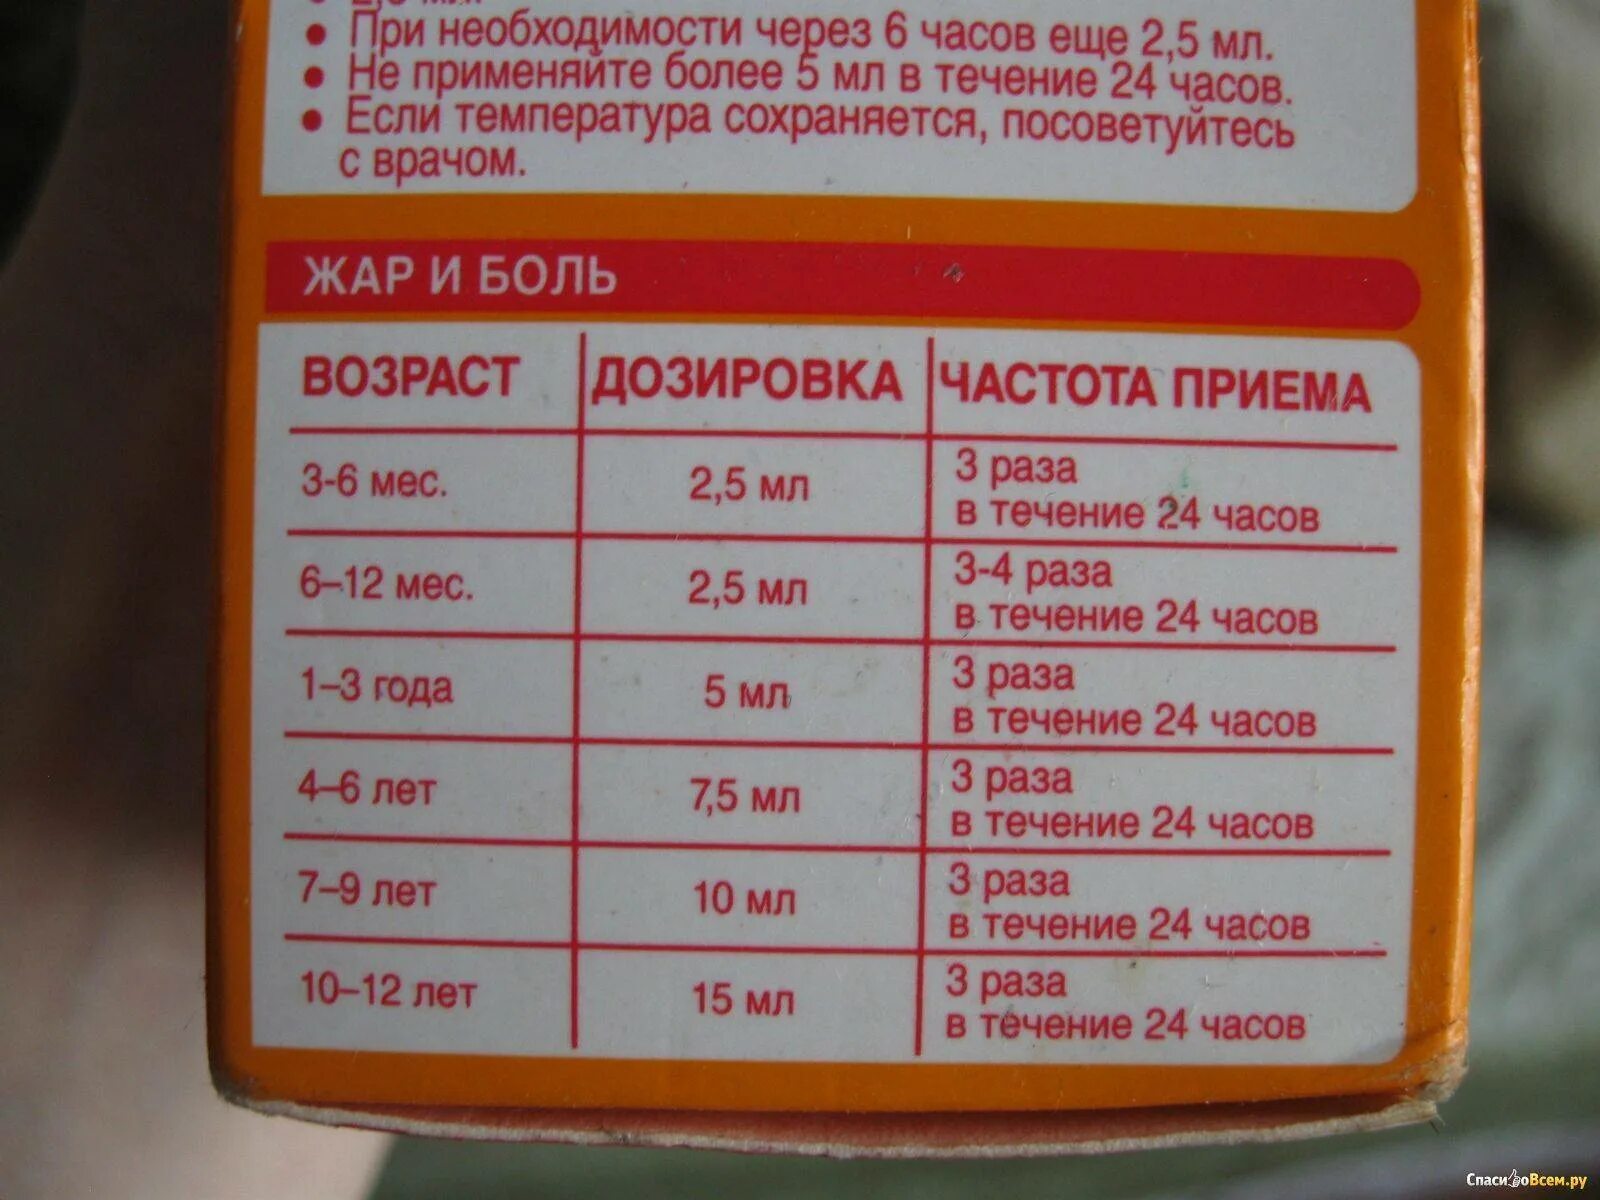 При необходимости через 6 часов еще 2,5 мл.
Не применяйте более 5 мл в течение 24 часов.
Если температура сохраняется, посоветуйтесь
с врачом.
ЖАР И БОЛЬ
ВОЗРАСТ ДОЗИРОВКА ЧАСТОТА ПРИЕМА
3-6 мес. 2,5 мл 3 раза
в течение 24 часов
6–12 мес. 2,5 мл 3-4 раза
в течение 24 часов
1–3 года 5 мл 3 раза
в течение 24 часов
4–6 лет 7,5 мл 3 раза
в течение 24 часов
7–9 лет 10 мл 3 раза
в течение 24 часов
10–12 лет 15 мл 3 раза
в течение 24 часов
СпасибоВсем.ру